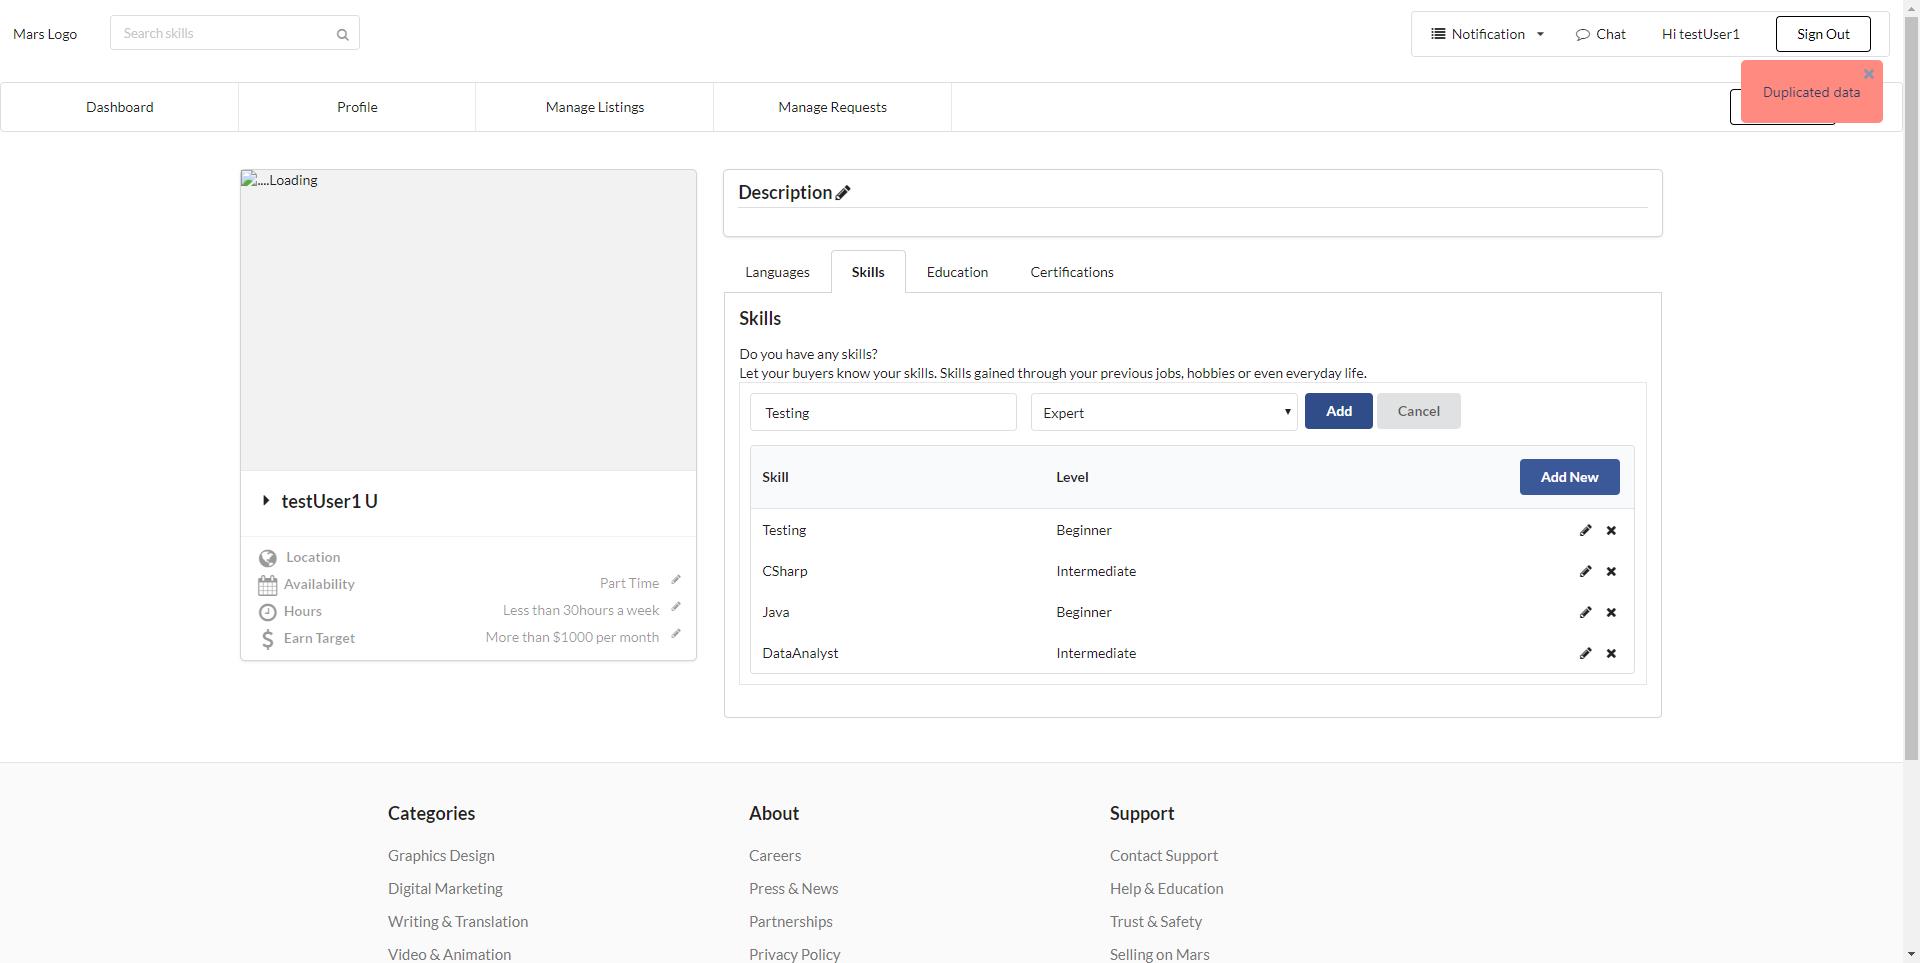 Mars Logo
Search skills
Notification
Chat
Hi testUser1
Sign Out
Duplicated data
Dashboard
Profile
Manage Listings
Manage Requests
....Loading
testUser1 U
Location
Availability
Part Time
Hours
Less than 30hours a week
Earn Target
More than $1000 per month
Description
Languages
Skills
Education
Certifications
Skills
Do you have any skills?
Let your buyers know your skills. Skills gained through your previous jobs, hobbies or even everyday life.
Testing
Expert
Add
Cancel
Skill
Level
Add New
Testing
Beginner
CSharp
Intermediate
Java
Beginner
DataAnalyst
Intermediate
Categories
Graphics Design
Digital Marketing
Writing & Translation
Video & Animation
About
Careers
Press & News
Partnerships
Privacy Policy
Support
Contact Support
Help & Education
Trust & Safety
Selling on Mars